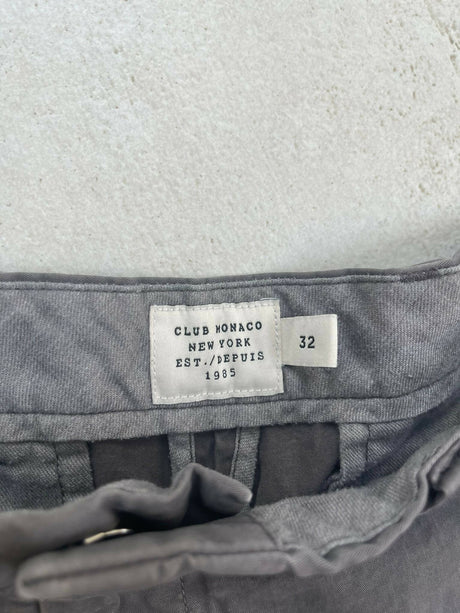 CLUB MONACO
NEW YORK
EST./DEPUIS
1985
32